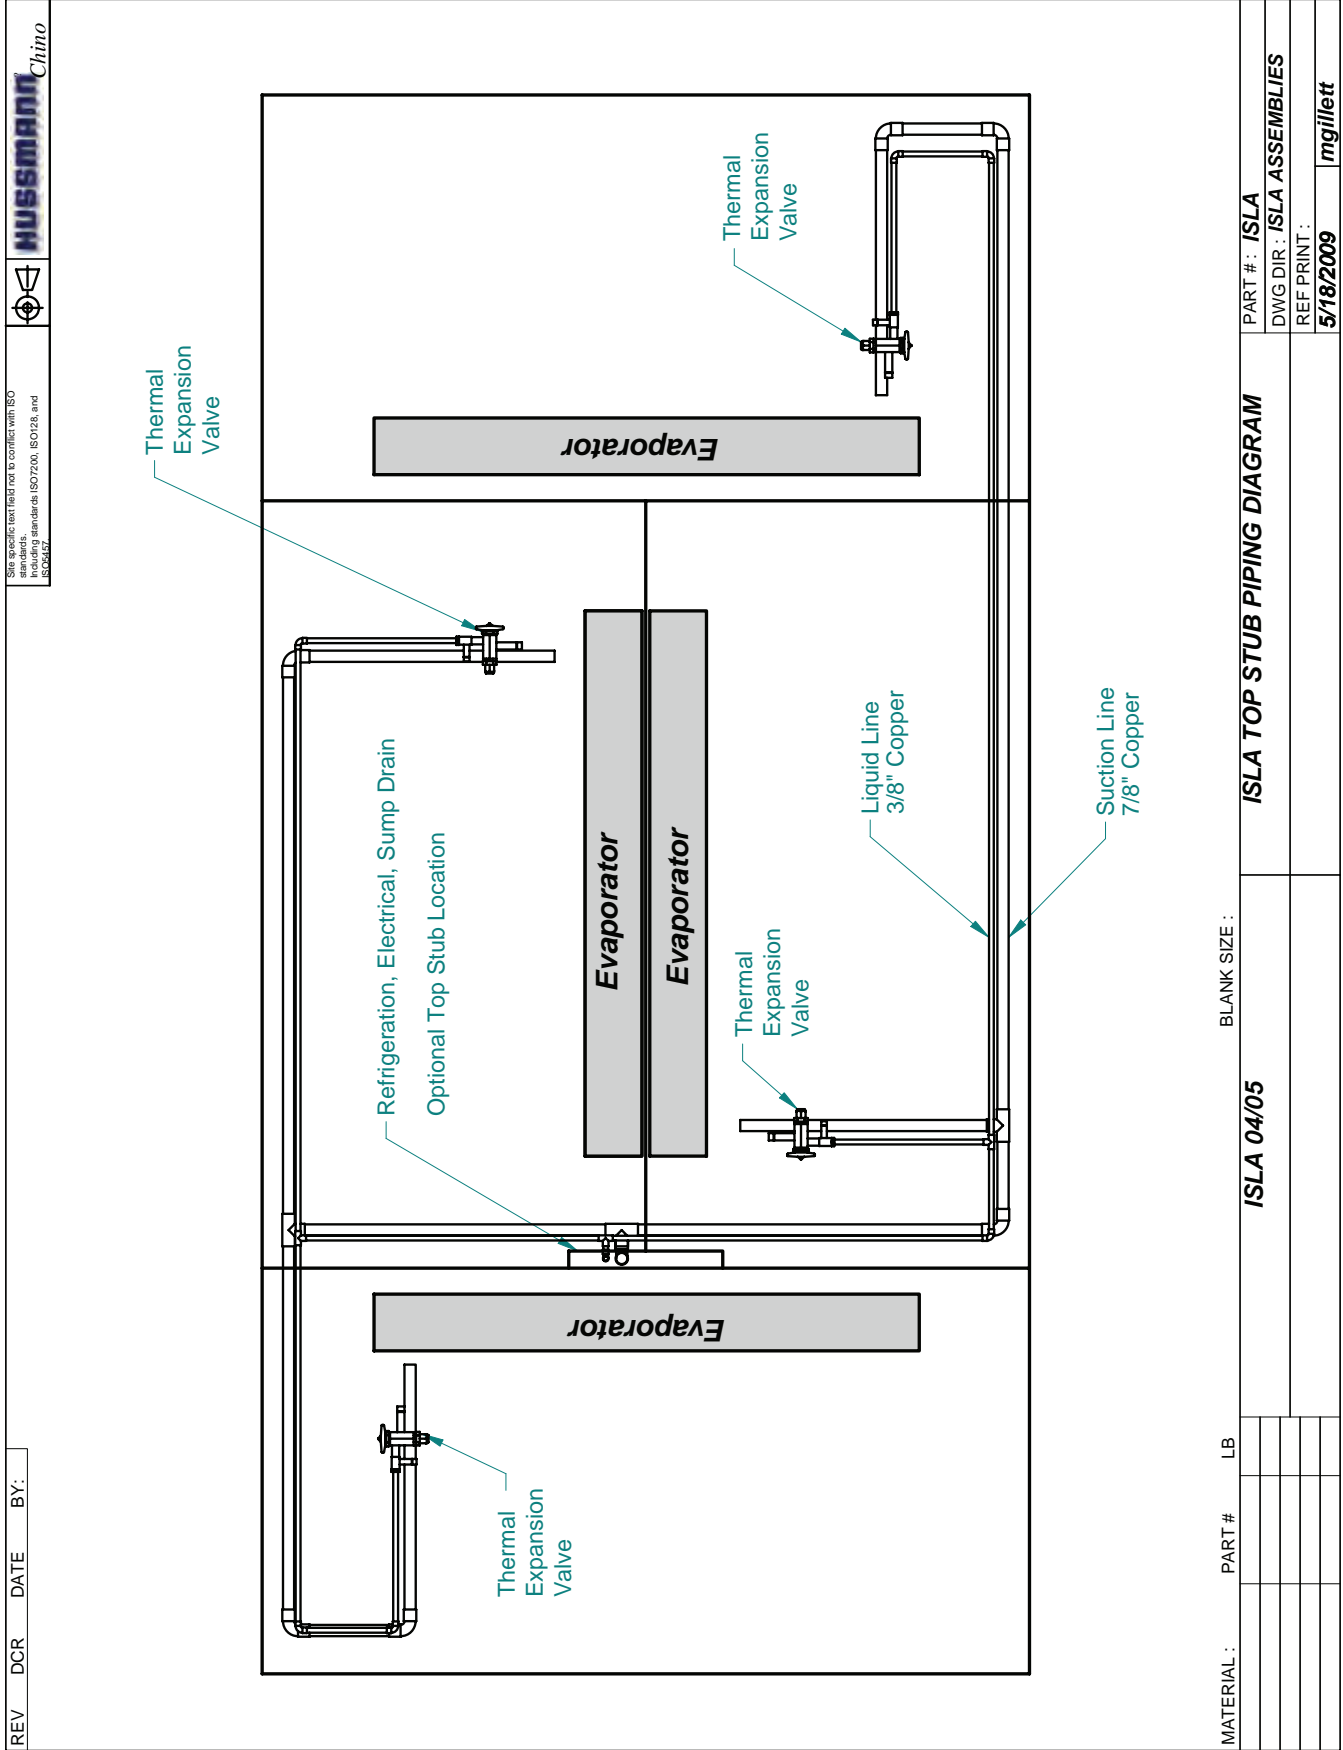 REV DCR DATE BY:
Site specific text field not to conflict with ISO
standards.
Including standards ISO7200, ISO128, and
ISO5457.
HUSSMANN
Chino
Thermal
Expansion
Valve
Refrigeration, Electrical, Sump Drain
Optional Top Stub Location
Thermal
Expansion
Valve
Evaporator
Evaporator
Evaporator
Evaporator
Thermal
Expansion
Valve
Thermal
Expansion
Valve
Liquid Line
3/8" Copper
Suction Line
7/8" Copper
MATERIAL :
PART #
LB
BLANK SIZE :
ISLA 04/05
ISLA TOP STUB PIPING DIAGRAM
PART # : ISLA
DWG DIR : ISLA ASSEMBLIES
REF PRINT :
5/18/2009
mgillett